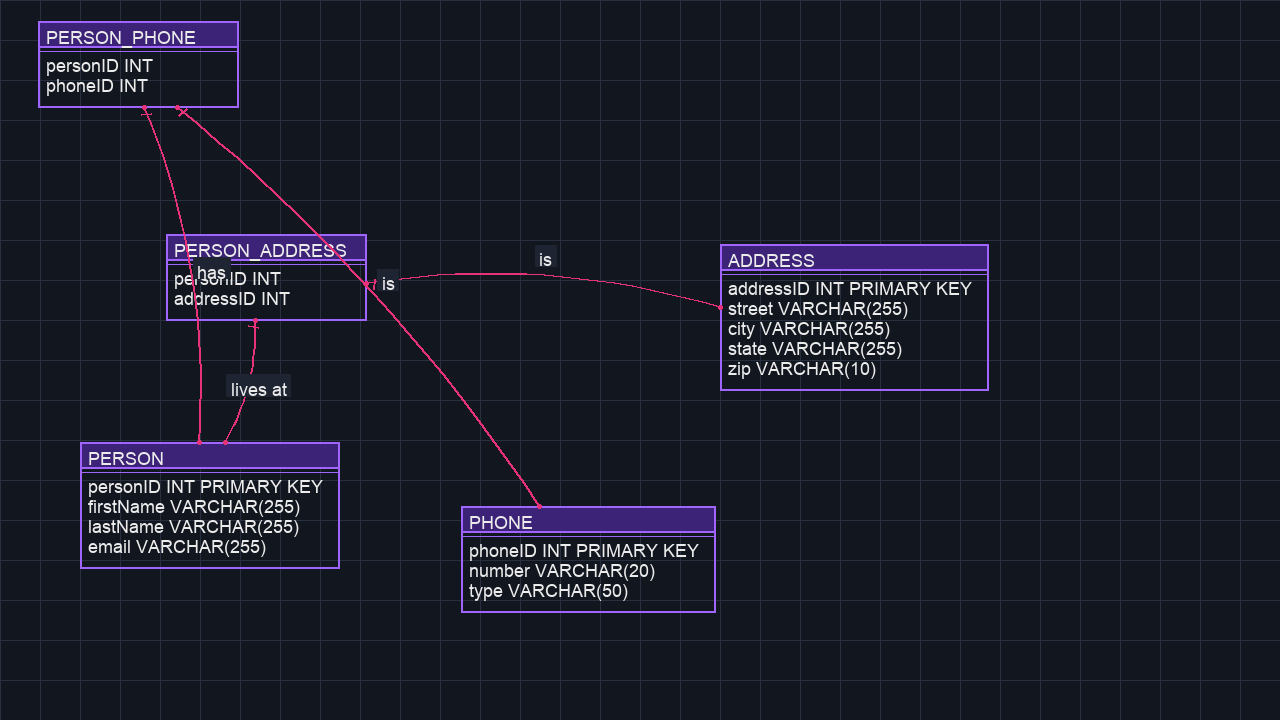 PERSON_PHONE
personID INT
phoneID INT
PERSON_ADDRESS
has
personID INT
addressID INT
is
is
ADDRESS
addressID INT PRIMARY KEY
street VARCHAR(255)
city VARCHAR(255)
state VARCHAR(255)
zip VARCHAR(10)
lives at
PERSON
personID INT PRIMARY KEY
firstName VARCHAR(255)
lastName VARCHAR(255)
email VARCHAR(255)
PHONE
phoneID INT PRIMARY KEY
number VARCHAR(20)
type VARCHAR(50)